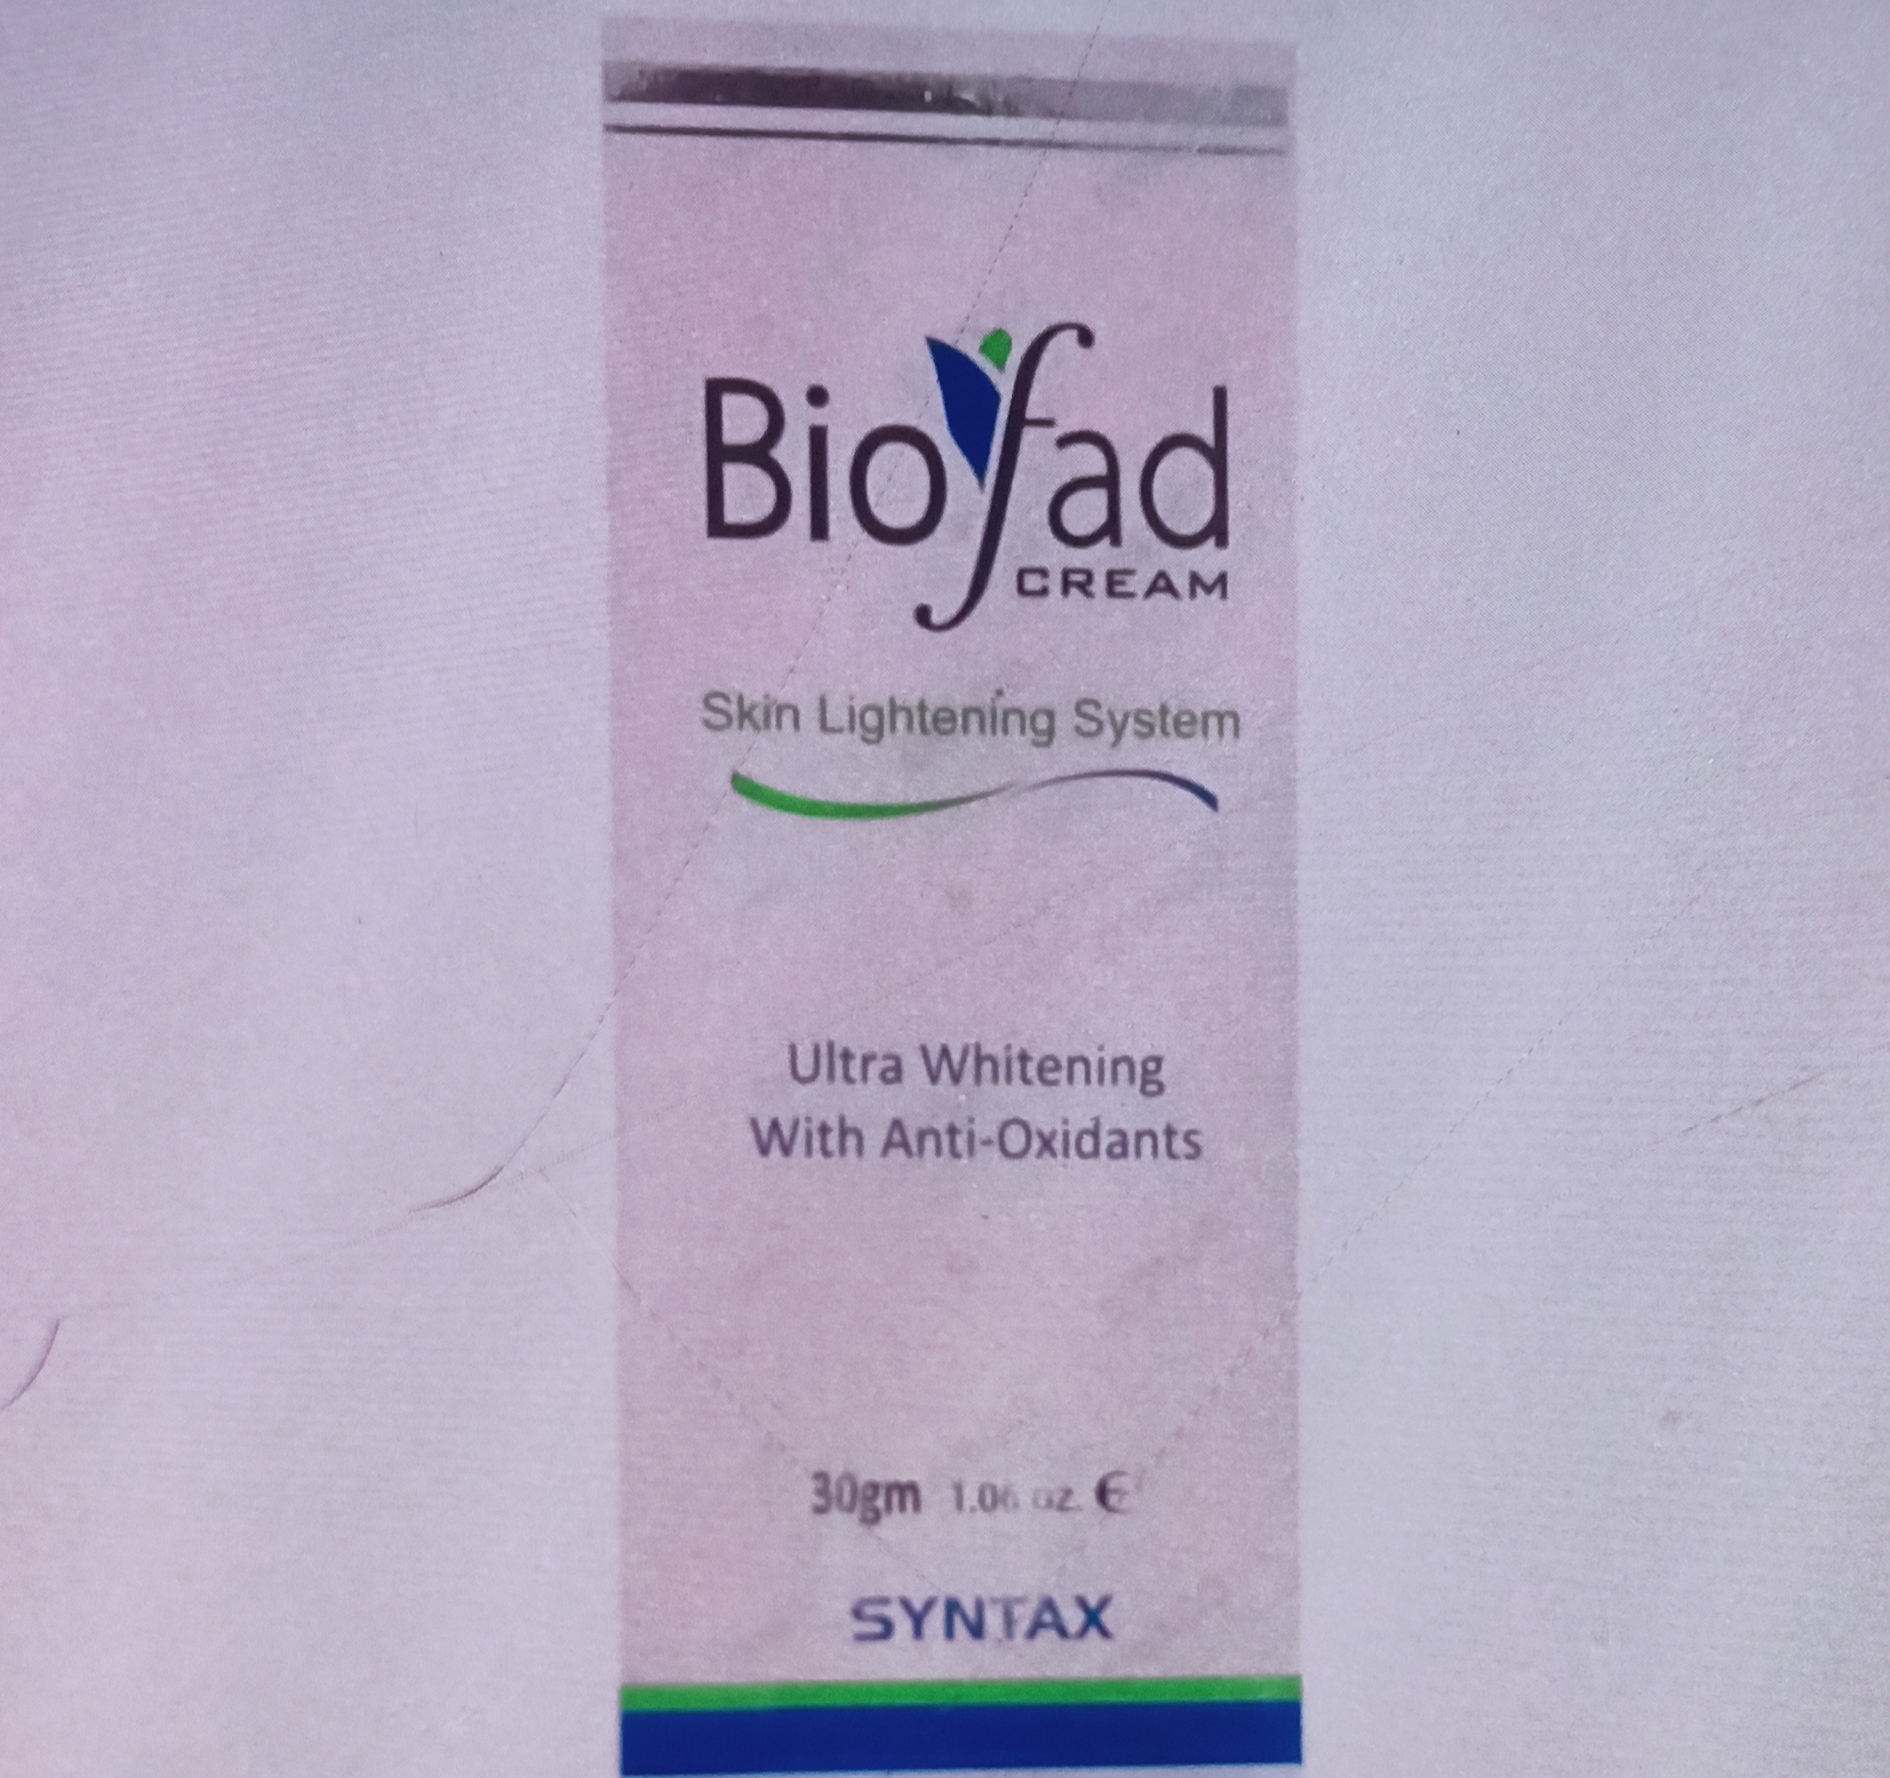 Biofad
CREAM
Skin Lightening System
Ultra Whitening
With Anti-Oxidants
30gm 1.06 oz. €
SYNTAX